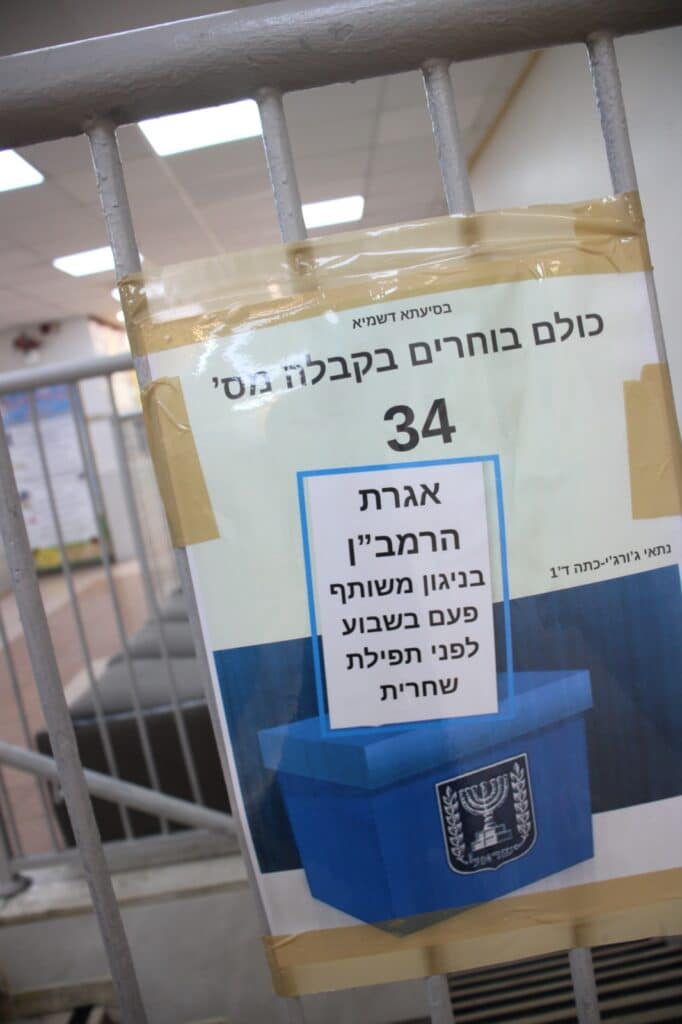 בסיעתא דשמיא
כולם בוחרים בקבלה מס'
34
אגרת
הרמב"ן
בניגון משותף
פעם בשבוע
לפני תפילת
שחרית
נתאי ג'ורג'י-כתה ד'1
ישראל